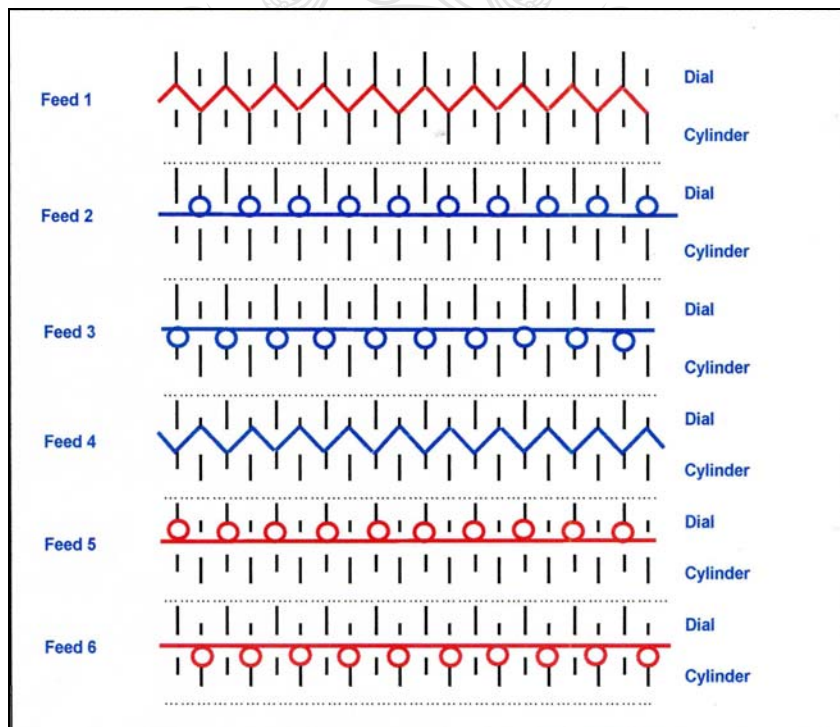 Dial
Feed 1
Cylinder
Dial
Feed 2
Cylinder
Dial
Feed 3
Cylinder
Dial
Feed 4
Cylinder
Dial
Feed 5
Cylinder
Dial
Feed 6
Cylinder